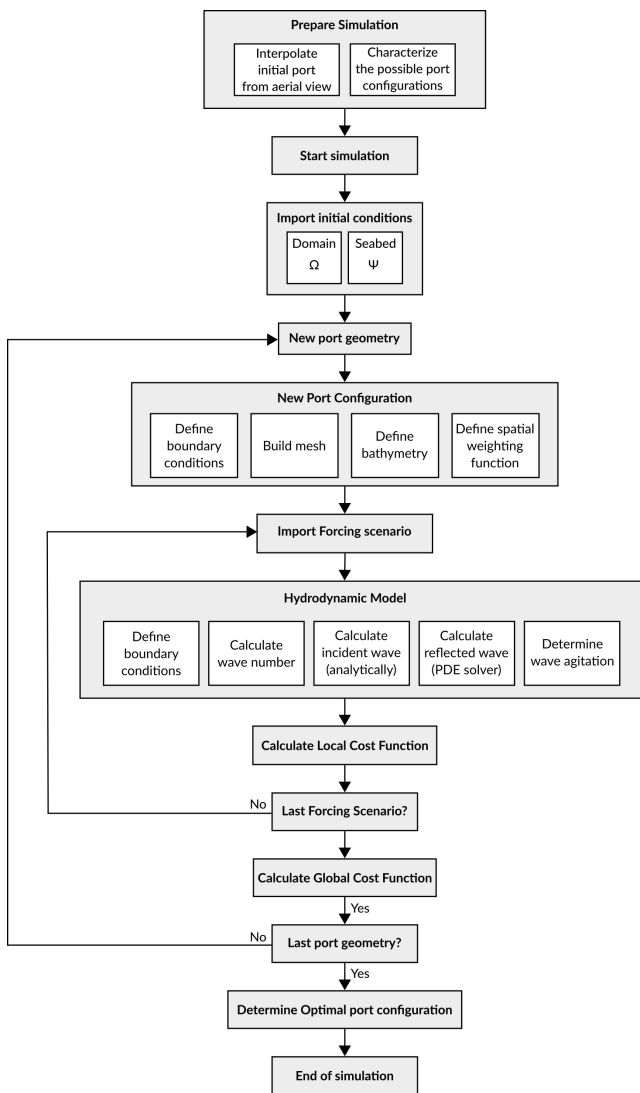 Prepare Simulation
Interpolate
initial port
from aerial view
Characterize
the possible port
configurations
Start simulation
Import initial conditions
Domain
Ω
Seabed
Ψ
New port geometry
New Port Configuration
Define
boundary
conditions
Build mesh
Define
bathymetry
Define spatial
weighting
function
Import Forcing scenario
Hydrodynamic Model
Define
boundary
conditions
Calculate
wave number
Calculate
incident wave
(analytically)
Calculate
reflected wave
(PDE solver)
Determine
wave agitation
Calculate Local Cost Function
No
Last Forcing Scenario?
Calculate Global Cost Function
Yes
No
Last port geometry?
Yes
Determine Optimal port configuration
End of simulation